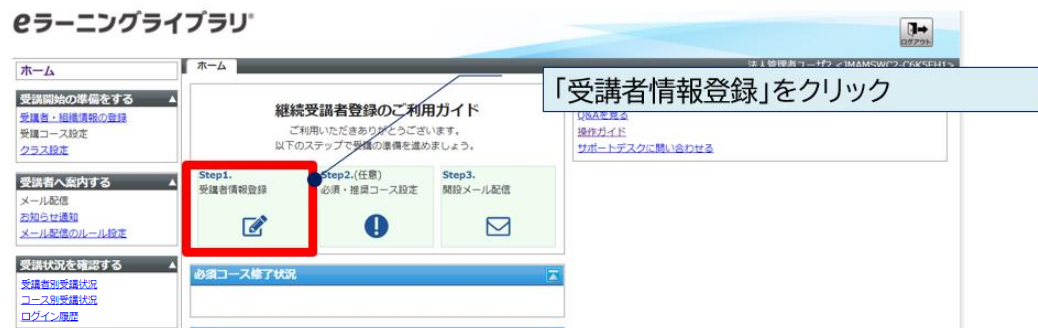 eラーニングライブラリ®
ログアウト
ホーム
ホーム
法人管理者ユーザ2 <JMAMSWC2-C6K5EH1>
「受講者情報登録」をクリック
受講開始の準備をする ▲
受講者・組織情報の登録
受講コース設定
クラス設定
継続受講者登録のご利用ガイド
ご利用いただきありがとうございます。
以下のステップで受講の準備を進めましょう。
Q&Aを見る
操作ガイド
サポートデスクに問い合わせる
Step1.
受講者情報登録
Step2.(任意)
必須・推奨コース設定
Step3.
開設メール配信
受講者へ案内する ▲
メール配信
お知らせ通知
メール配信のルール設定
受講状況を確認する ▲
受講者別受講状況
コース別受講状況
ログイン履歴
必須コース修了状況